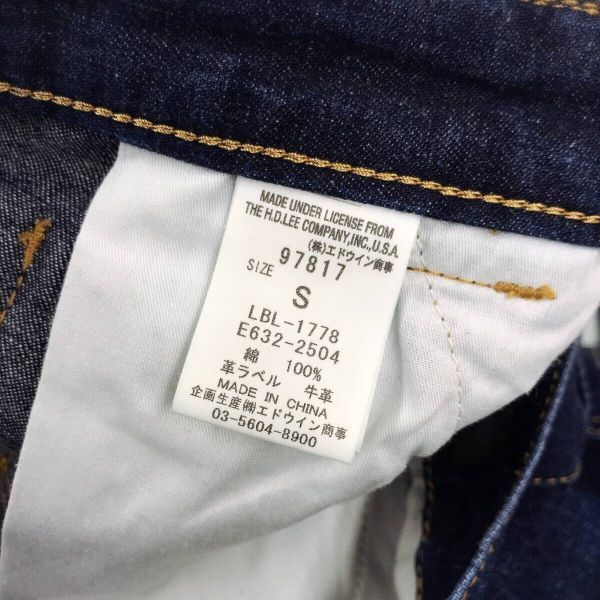 MADE UNDER LICENSE FROM
THE H.D.LEE COMPANY,INC.,U.S.A.
(株)エドウイン商事
97817
SIZE
S
LBL-1778
E632-2504
綿 100%
革ラベル 牛革
MADE IN CHINA
企画生産㈱エドウイン商事
03-5604-8900